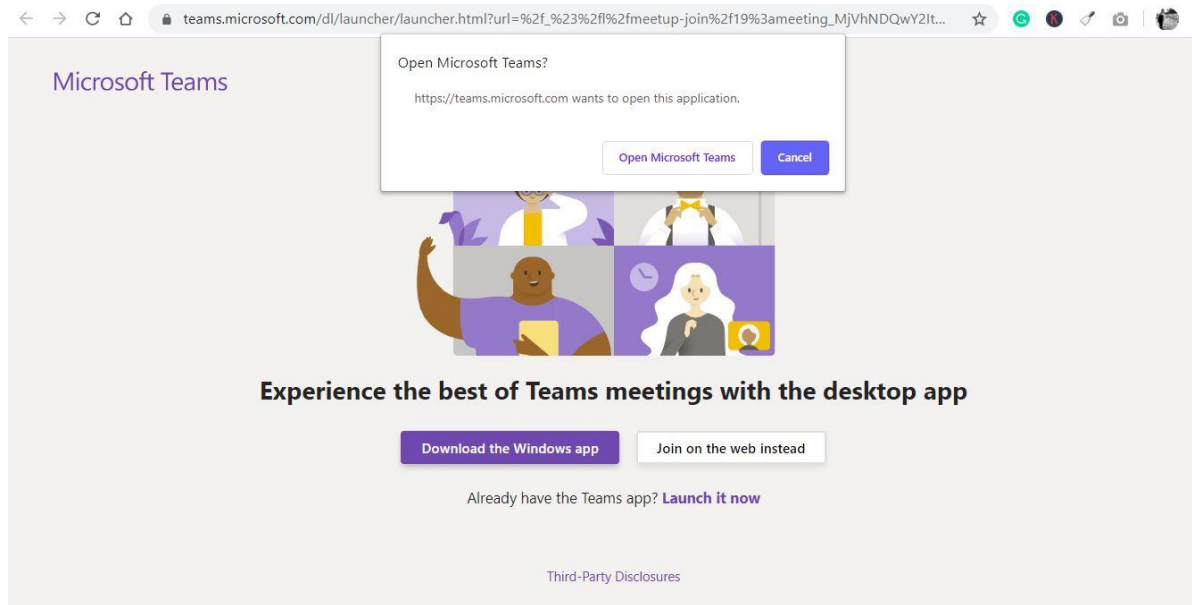 teams.microsoft.com/dl/launcher/launcher.html?url=%2f_%23%2fl%2fmeetup-join%2f19%3ameeting_MjVhNDQwY2It...
Microsoft Teams
Open Microsoft Teams?
https://teams.microsoft.com wants to open this application.
Open Microsoft Teams Cancel
Experience the best of Teams meetings with the desktop app
Download the Windows app Join on the web instead
Already have the Teams app? Launch it now
Third-Party Disclosures